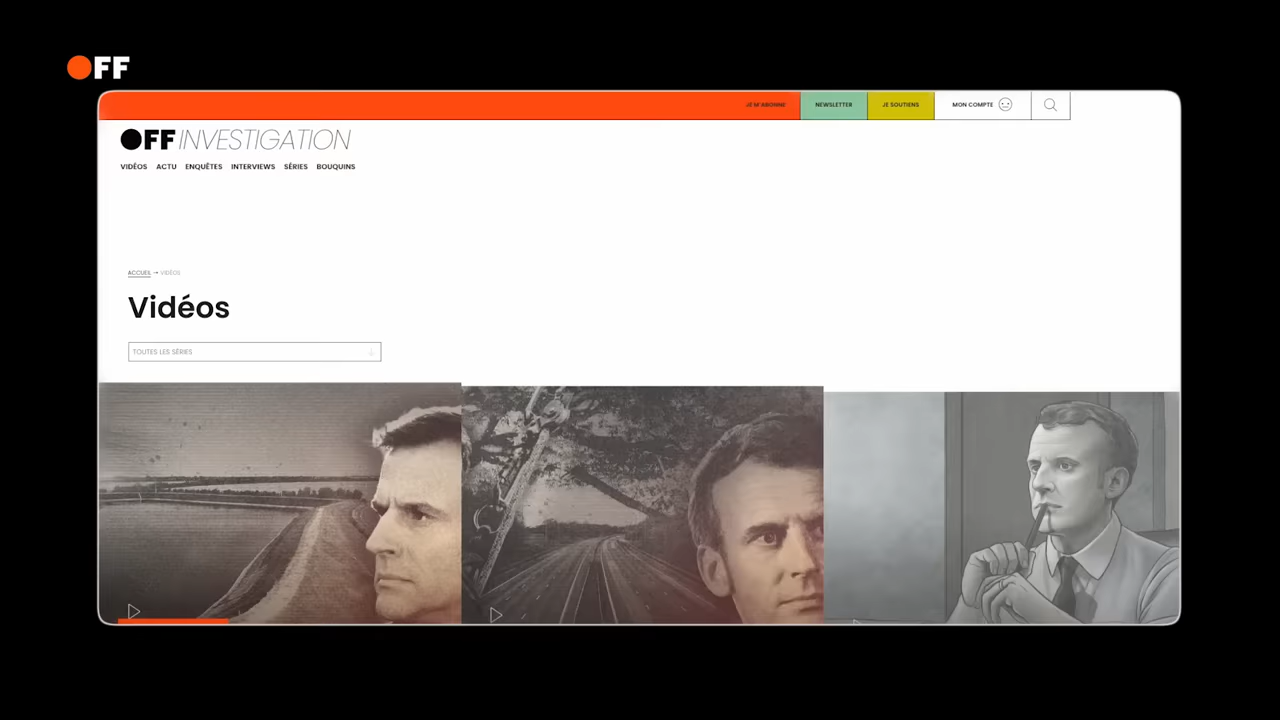 OFF
JE M'ABONNE NEWSLETTER JE SOUTIENS MON COMPTE
OFF INVESTIGATION
VIDÉOS ACTU ENQUÊTES INTERVIEWS SÉRIES BOUQUINS
ACCUEIL → VIDÉOS
Vidéos
TOUTES LES SÉRIES